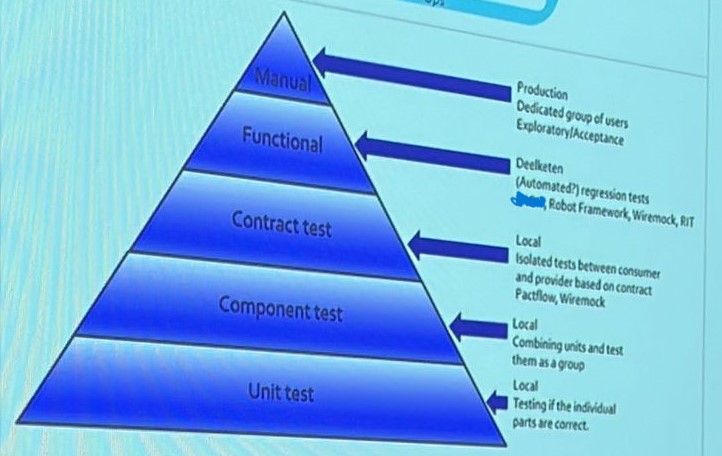 Manual
Functional
Contract test
Component test
Unit test
Production
Dedicated group of users
Exploratory/Acceptance
Deelketen
(Automated?) regression tests
, Robot Framework, Wiremock, RIT
Local
Isolated tests between consumer
and provider based on contract
Pactflow, Wiremock
Local
Combining units and test
them as a group
Local
Testing if the individual
parts are correct.